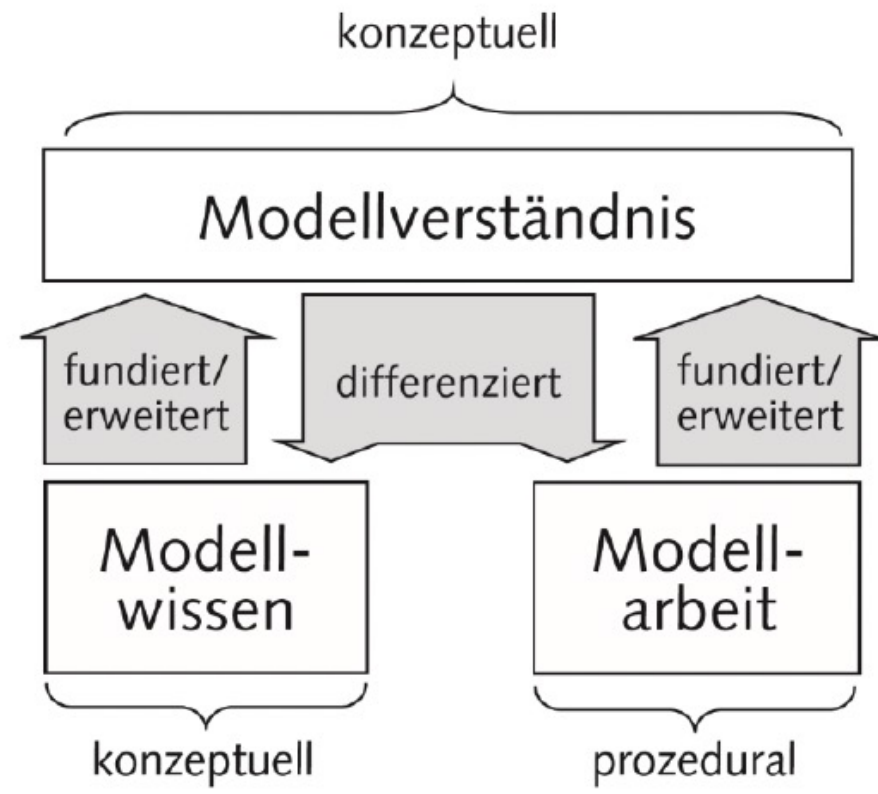 konzeptuell
Modellverständnis
fundiert/
erweitert
differenziert
fundiert/
erweitert
Modell-
wissen
Modell-
arbeit
konzeptuell
prozedural